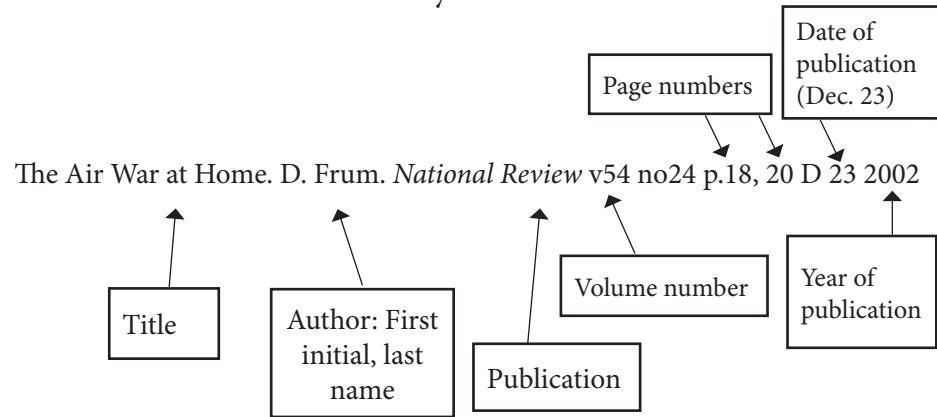 Date of
publication
(Dec. 23)
Page numbers
The Air War at Home. D. Frum. National Review v54 no24 p.18, 20 D 23 2002
Title
Author: First
initial, last
name
Publication
Volume number
Year of
publication